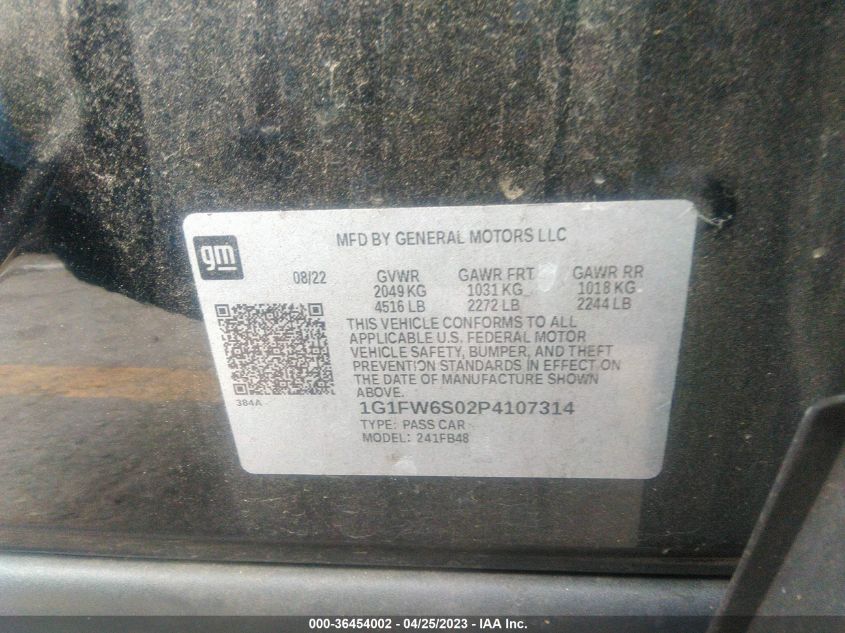 gm
MFD BY GENERAL MOTORS LLC
08/22 GVWR GAWR FRT GAWR RR
2049 KG 1031 KG 1018 KG
4516 LB 2272 LB 2244 LB
THIS VEHICLE CONFORMS TO ALL
APPLICABLE U.S. FEDERAL MOTOR
VEHICLE SAFETY, BUMPER, AND THEFT
PREVENTION STANDARDS IN EFFECT ON
THE DATE OF MANUFACTURE SHOWN
ABOVE.
384A
1G1FW6S02P4107314
TYPE: PASS CAR
MODEL: 241FB48
000-36454002 - 04/25/2023 - IAA Inc.